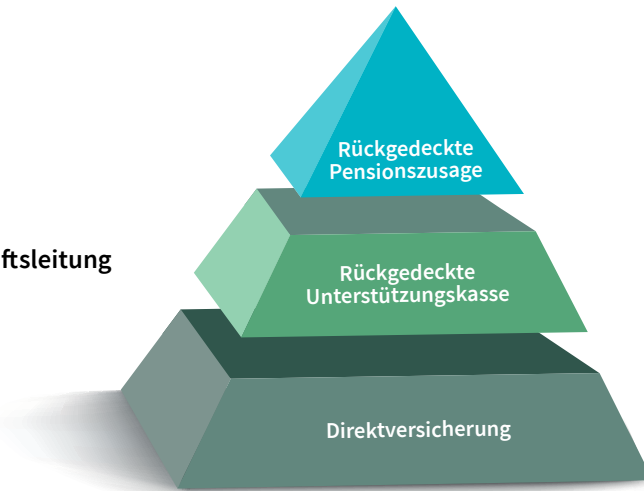 Rückgedeckte
Pensionszusage
ftsleitung
Rückgedeckte
Unterstützungskasse
Direktversicherung